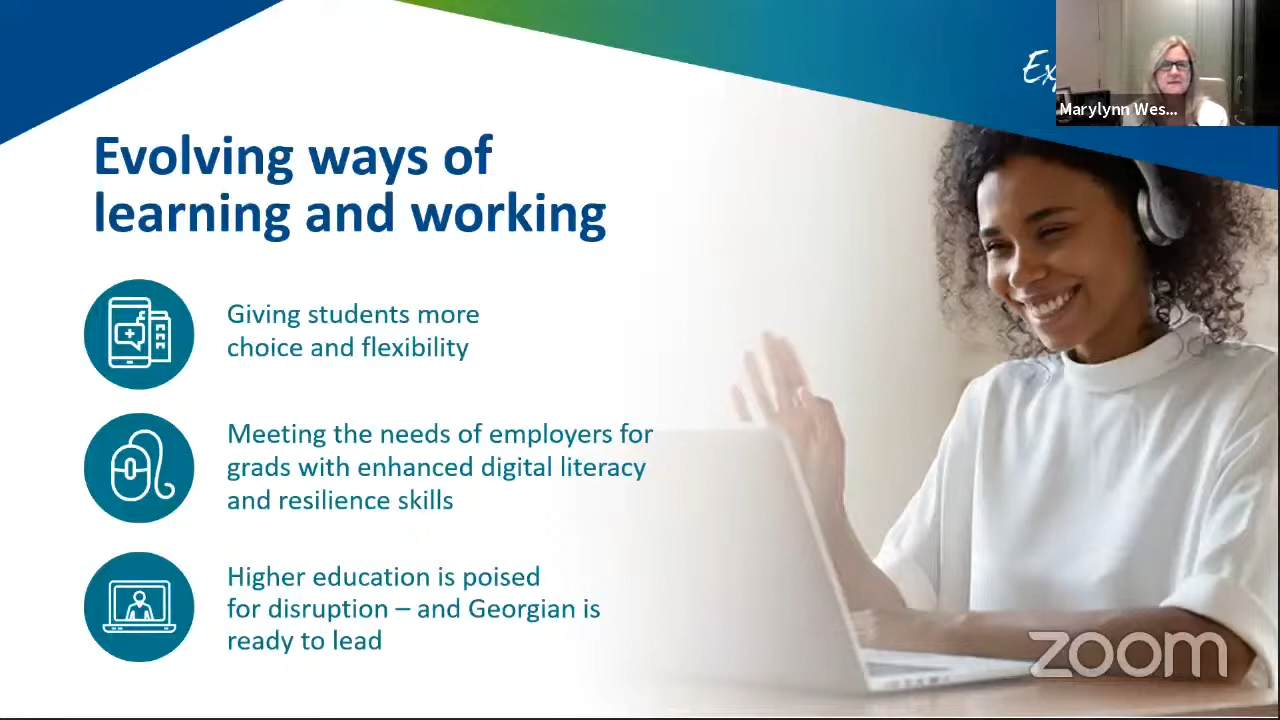 Marylynn Wes...
Evolving ways of
learning and working
Giving students more
choice and flexibility
Meeting the needs of employers for
grads with enhanced digital literacy
and resilience skills
Higher education is poised
for disruption – and Georgian is
ready to lead
zoom